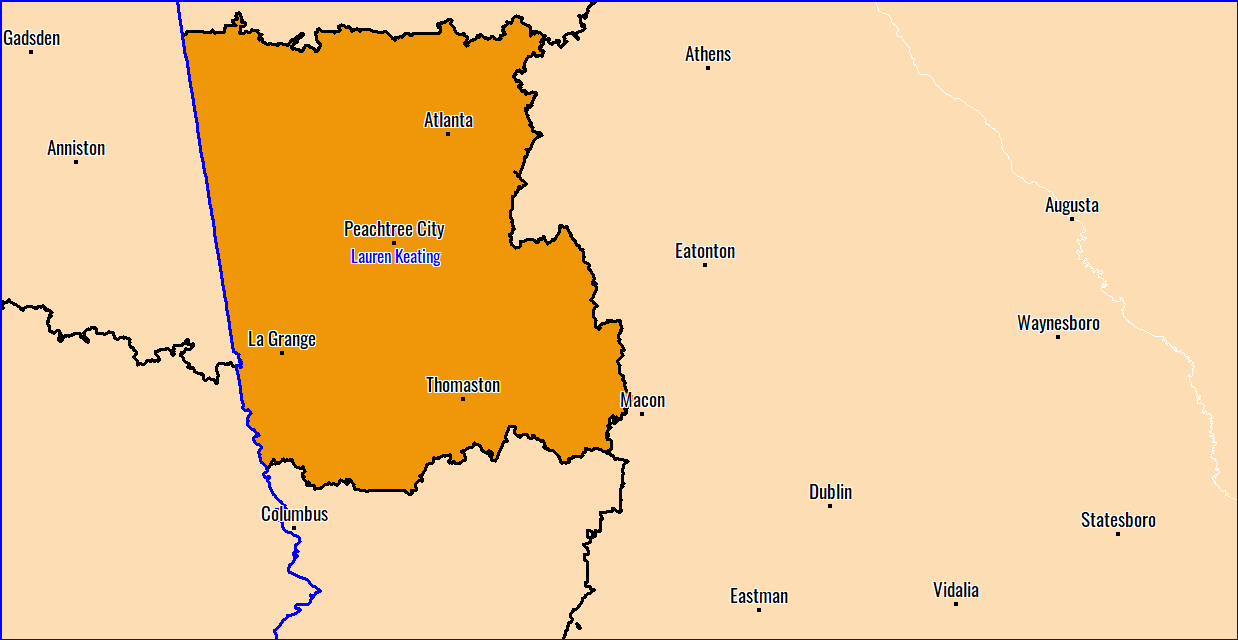 Gadsden
Athens
Atlanta
Anniston
Augusta
Peachtree City
Lauren Keating
Eatonton
Waynesboro
La Grange
Thomaston
Macon
Dublin
Columbus
Statesboro
Vidalia
Eastman